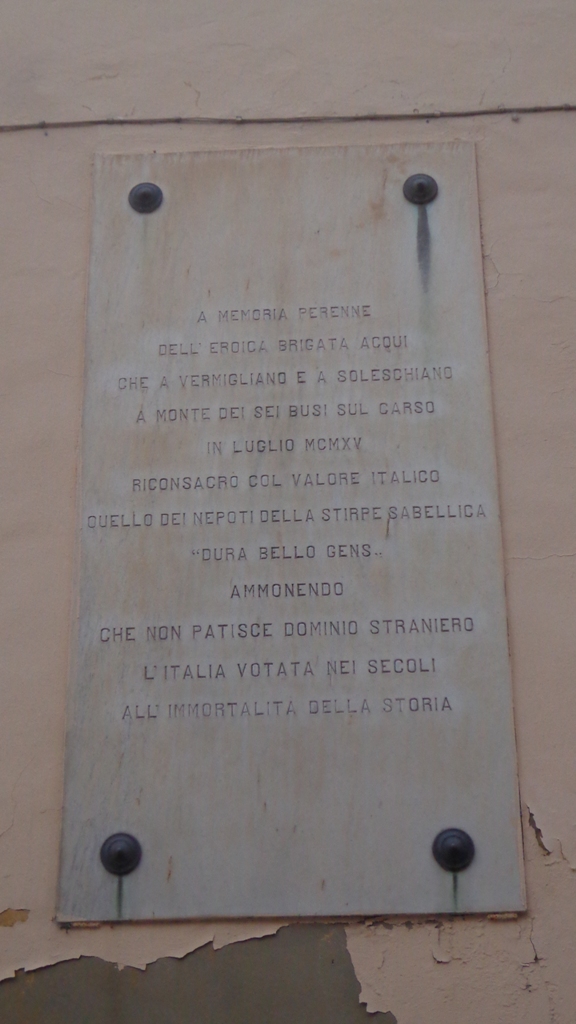 A MEMORIA PERENNE
DELL' EROICA BRIGATA ACQUI
CHE A VERMIGLIANO E A SOLESCHIANO
A MONTE DEI SEI BUSI SUL CARSO
IN LUGLIO MCMXV
RICONSACRÒ COL VALORE ITALICO
QUELLO DEI NEPOTI DELLA STIRPE SABELLICA
“DURA BELLO GENS„
AMMONENDO
CHE NON PATISCE DOMINIO STRANIERO
L'ITALIA VOTATA NEI SECOLI
ALL' IMMORTALITÀ DELLA STORIA